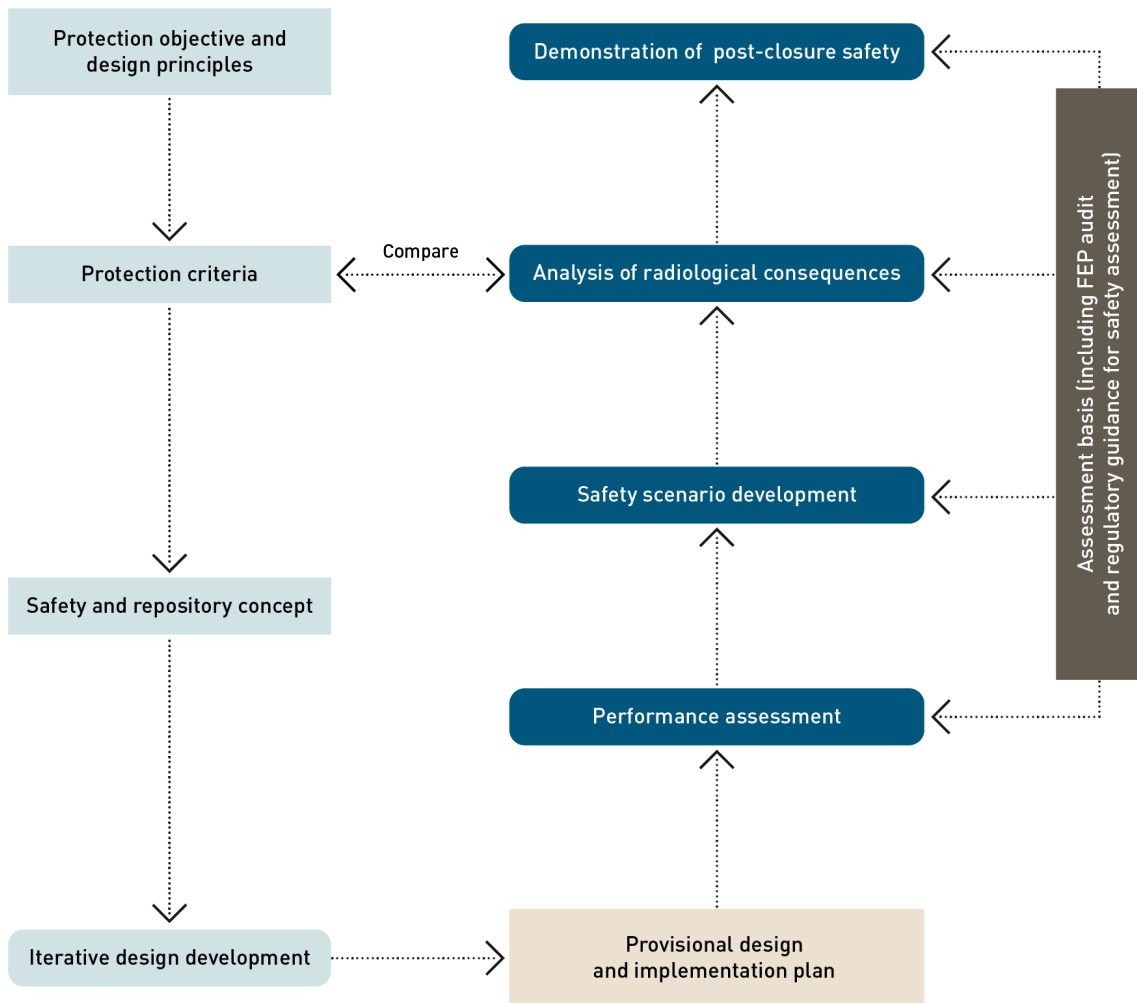 Protection objective and
design principles
Demonstration of post-closure safety
Protection criteria
Compare
Analysis of radiological consequences
Assessment basis (including FEP audit
and regulatory guidance for safety assessment)
Safety scenario development
Safety and repository concept
Performance assessment
Iterative design development
Provisional design
and implementation plan